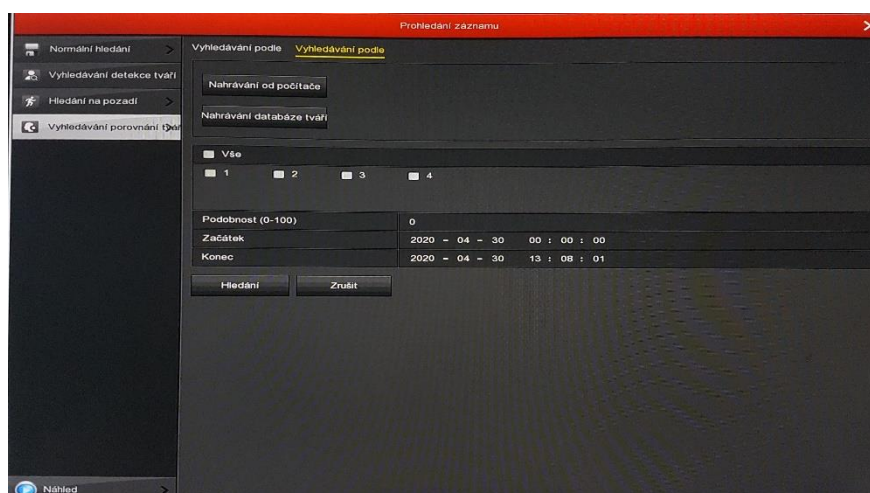 Prohledání záznamu
Normální hledání
Vyhledávání detekce tváří
Hledání na pozadí
Vyhledávání porovnání tvář
Náhled
Vyhledávání podle Vyhledávání podle
Nahrávání od počítače
Nahrávání databáze tváří
Vše
1 2 3 4
Podobnost (0-100) 0
Začátek 2020 - 04 - 30 00 : 00 : 00
Konec 2020 - 04 - 30 13 : 08 : 01
Hledání Zrušit